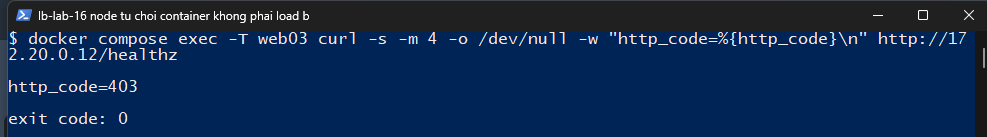 lb-lab-16 node tu choi container khong phai load b
$ docker compose exec -T web03 curl -s -m 4 -o /dev/null -w "http_code=%{http_code}\n" http://17
2.20.0.12/healthz
http_code=403
exit code: 0